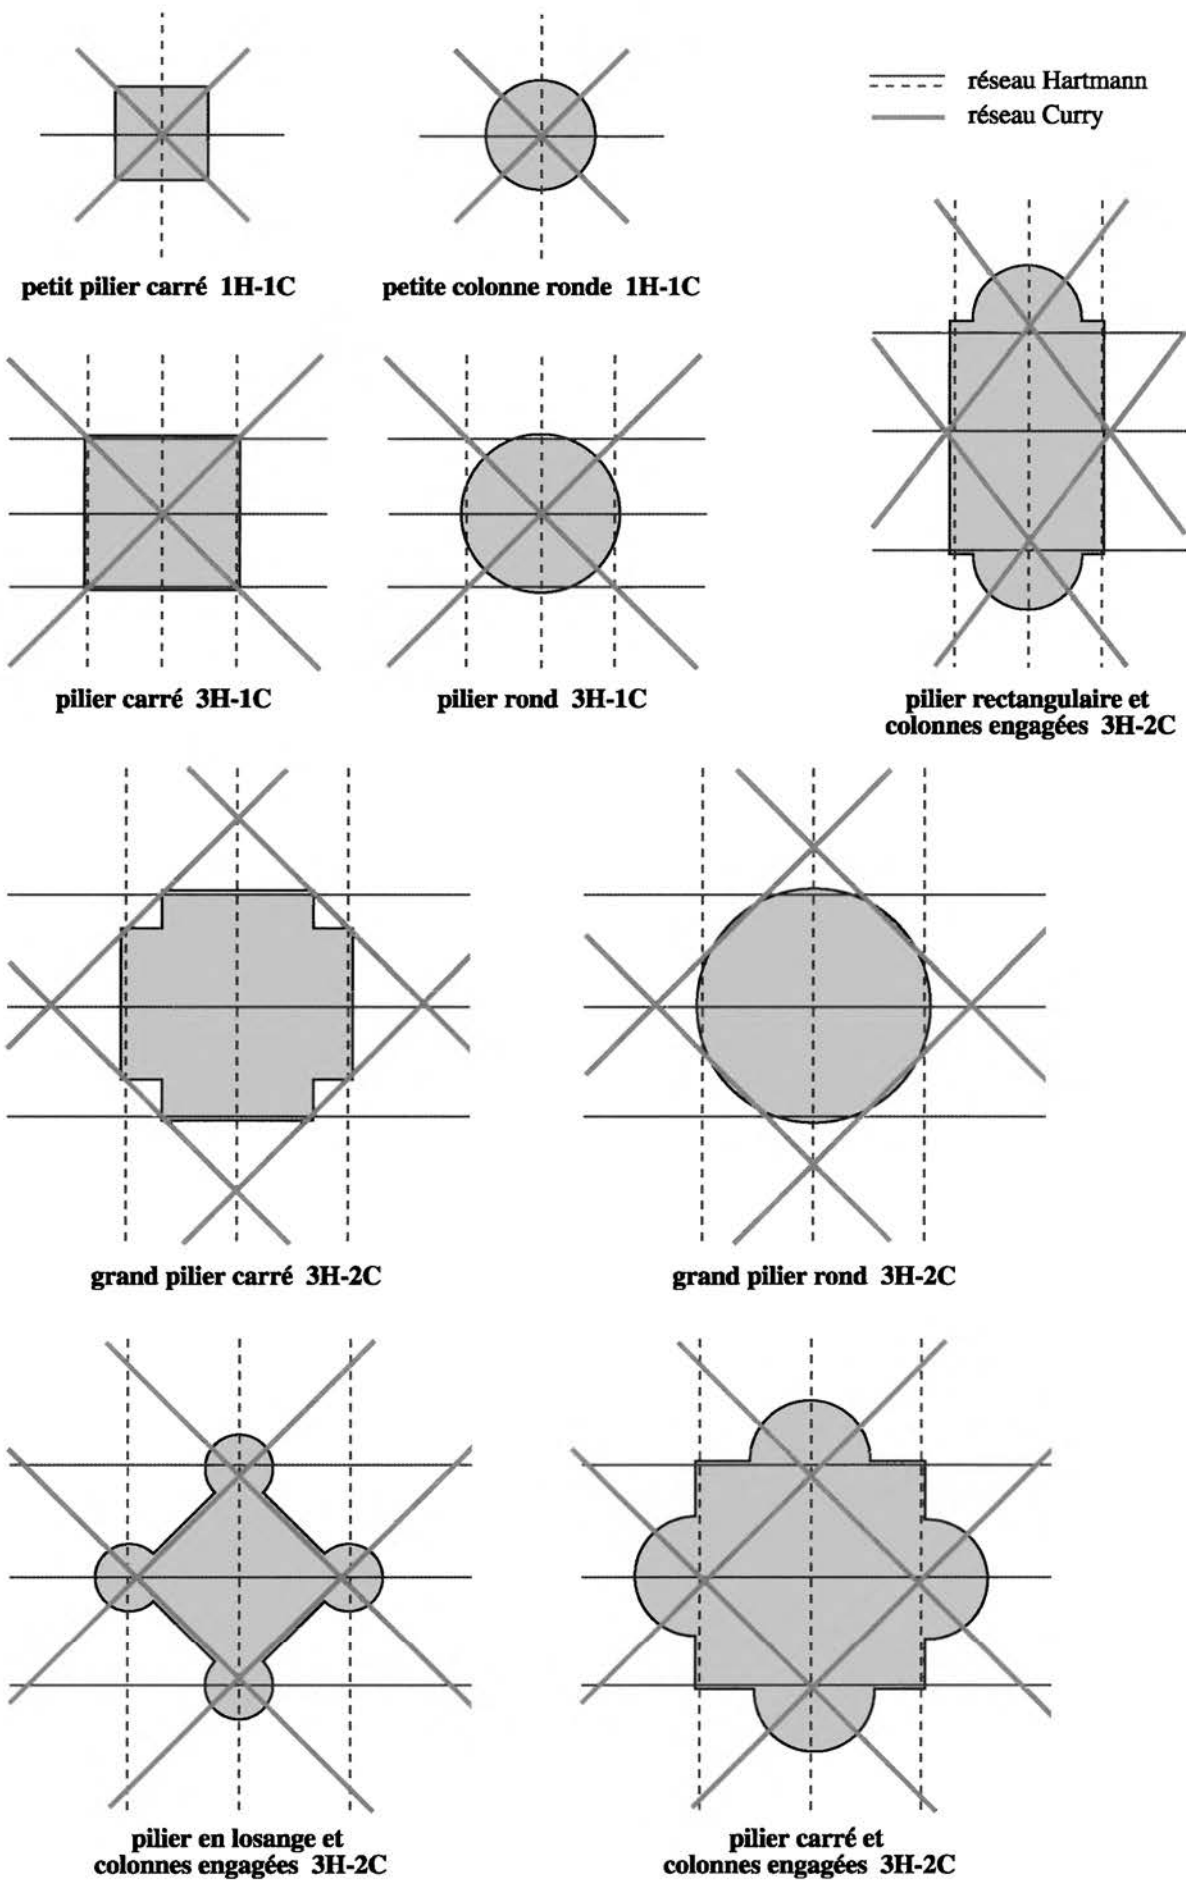 réseau Hartmann
réseau Curry
petit pilier carré 1H-1C
petite colonne ronde 1H-1C
pilier carré 3H-1C
pilier rond 3H-1C
pilier rectangulaire et
colonnes engagées 3H-2C
grand pilier carré 3H-2C
grand pilier rond 3H-2C
pilier en losange et
colonnes engagées 3H-2C
pilier carré et
colonnes engagées 3H-2C